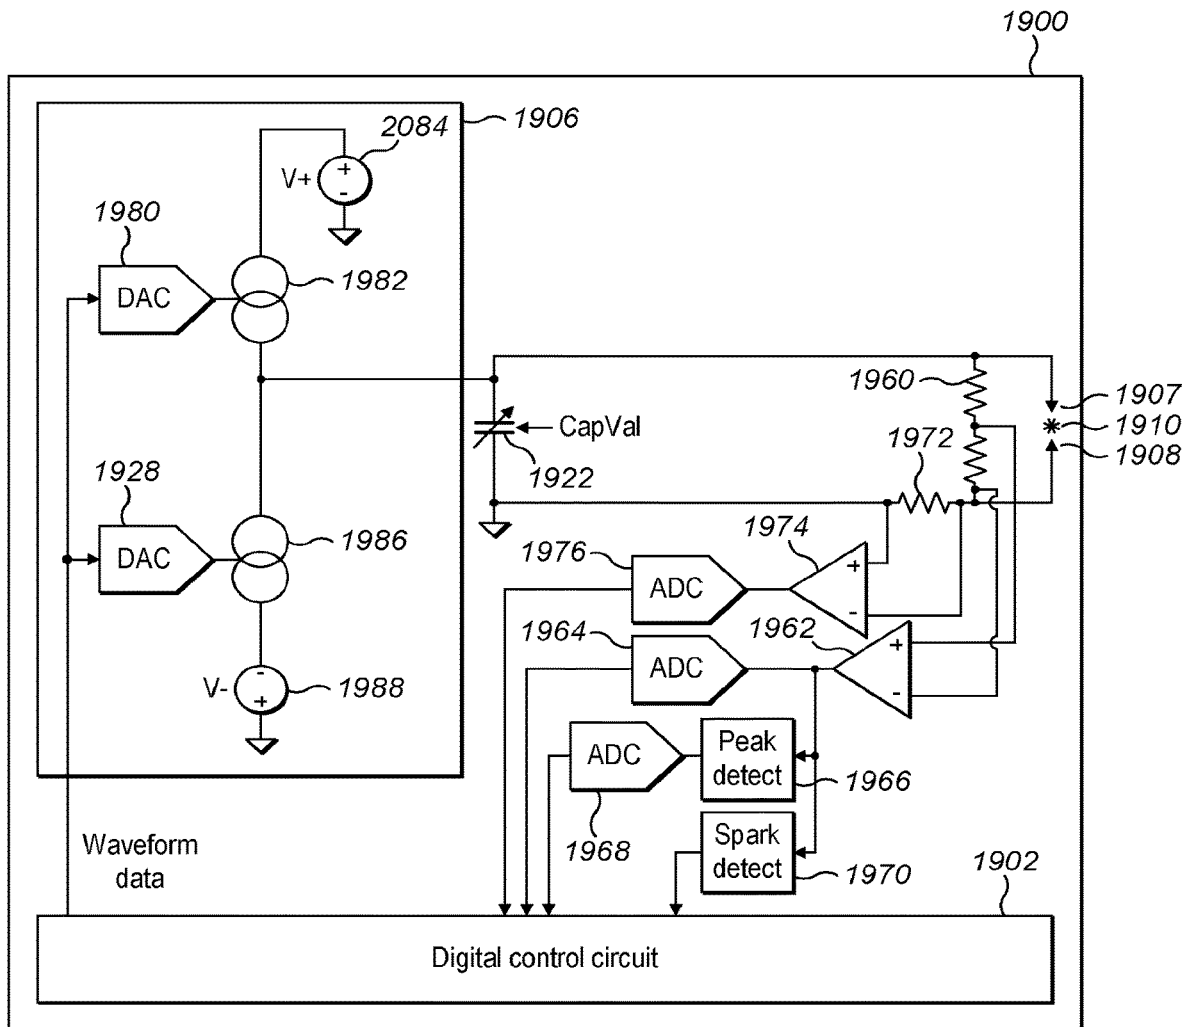 1900
1906
2084
V+
+
-
1980
DAC
1982
1960
1907
1910
1908
CapVal
1922
1972
1928
DAC
1986
1974
+
-
1976
ADC
1964
ADC
1962
+
-
V-
-
+
1988
ADC
1968
Peak
detect
1966
Spark
detect
1970
Waveform
data
1902
Digital control circuit